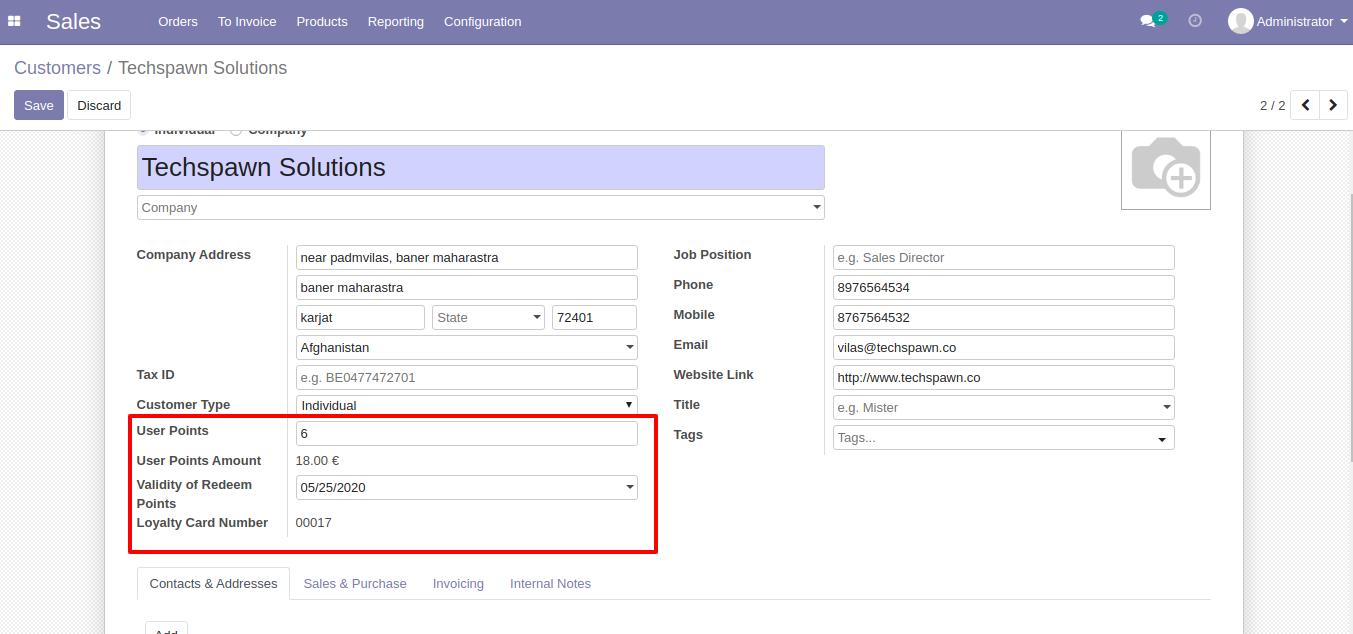 Sales Orders To Invoice Products Reporting Configuration 2 Administrator
Customers / Techspawn Solutions
Save Discard 2 / 2
Individual Company
Techspawn Solutions
Company
Company Address near padmvilas, baner maharastra Job Position e.g. Sales Director
baner maharastra Phone 8976564534
karjat State 72401 Mobile 8767564532
Afghanistan Email vilas@techspawn.co
Tax ID e.g. BE0477472701 Website Link http://www.techspawn.co
Customer Type Individual Title e.g. Mister
User Points 6 Tags Tags...
User Points Amount 18.00 €
Validity of Redeem Points 05/25/2020
Loyalty Card Number 00017
Contacts & Addresses Sales & Purchase Invoicing Internal Notes
Add